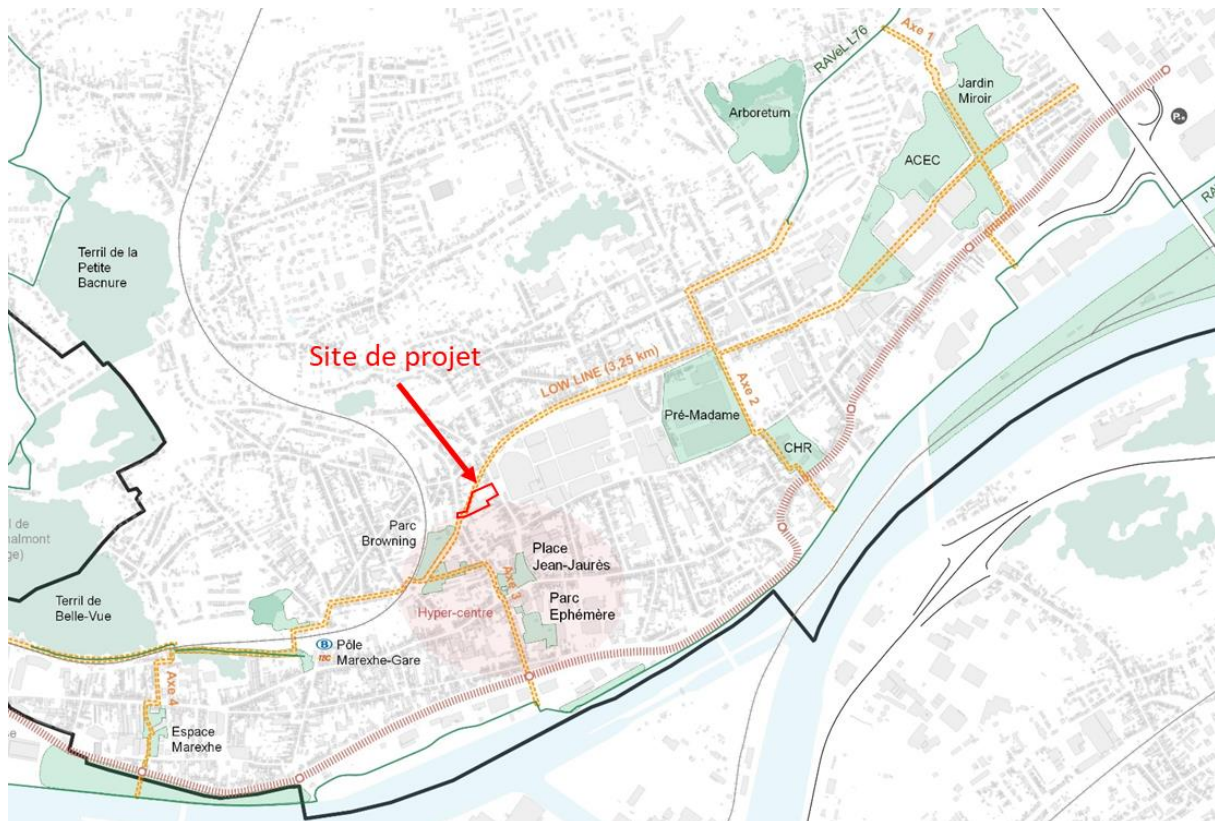 Axe 1
RAVeL L76
Jardin
Miroir
Arboretum
ACEC
Terril de la
Petite
Bacnure
Site de projet
LOW LINE (3,25 km)
Axe 2
Pré-Madame
CHR
Parc
Browning
Place
Jean-Jaurès
Axe 3
Parc
Ephémère
Hyper-centre
Terril de
Belle-Vue
B Pôle
Marexhe-Gare
Axe 4
Espace
Marexhe